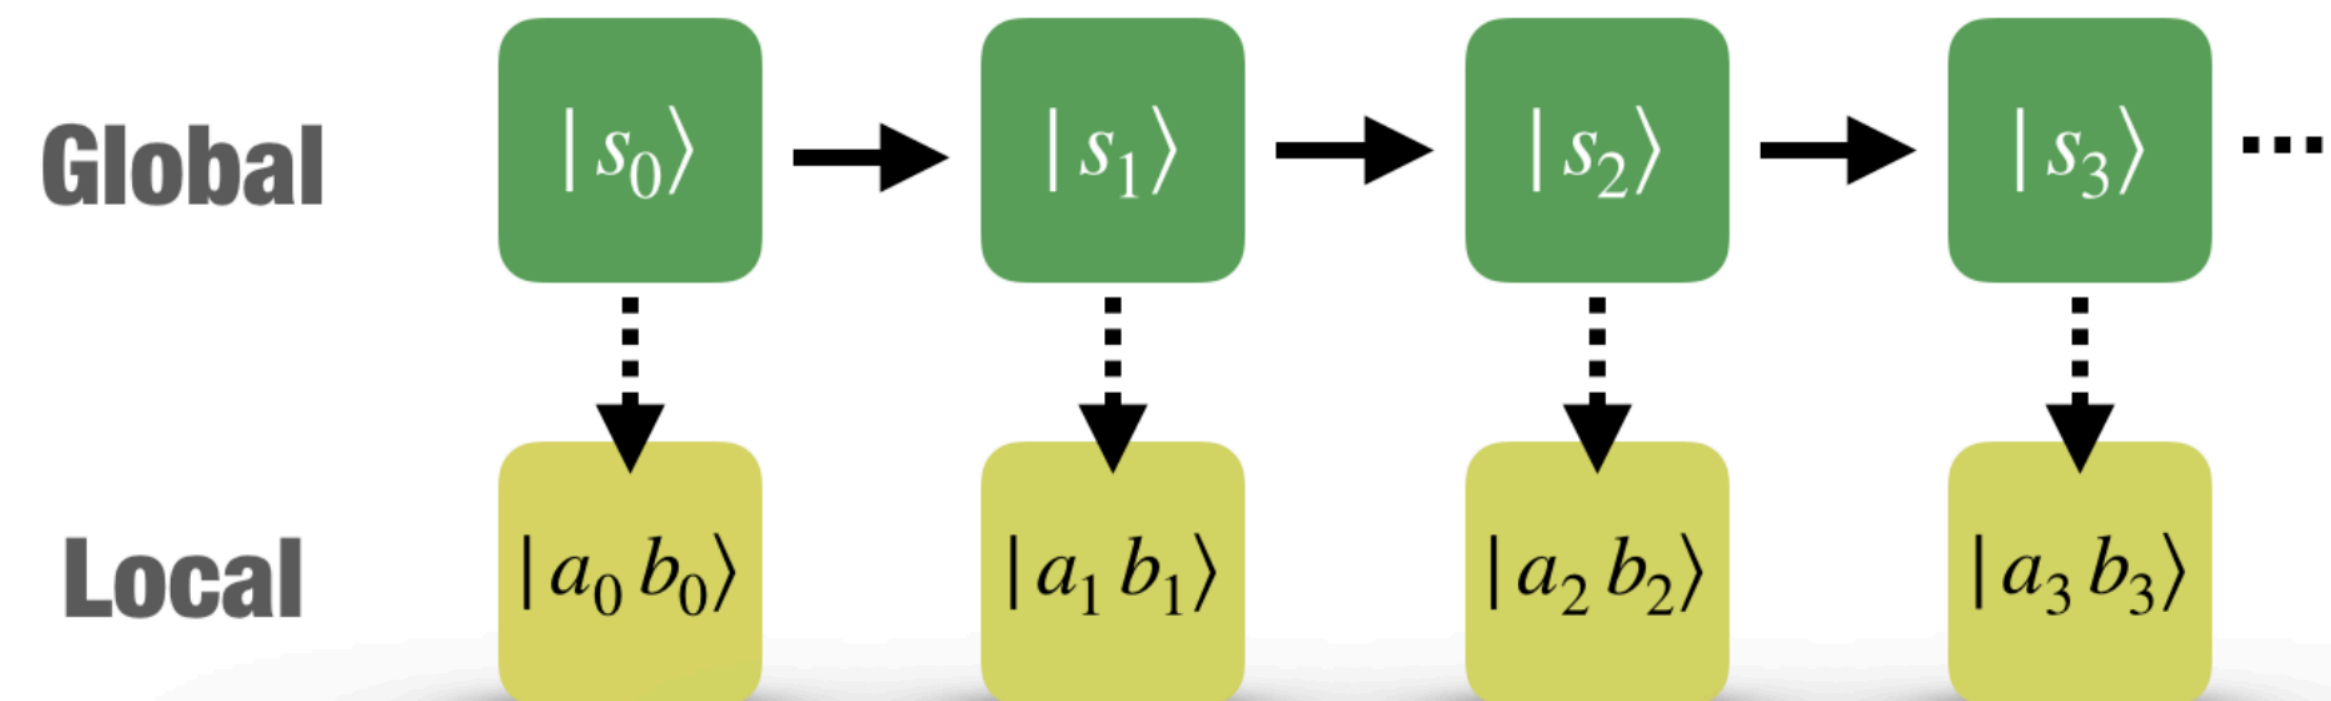 Global |s₀⟩ |s₁⟩ |s₂⟩ |s₃⟩ ...
Local |a₀ b₀⟩ |a₁ b₁⟩ |a₂ b₂⟩ |a₃ b₃⟩